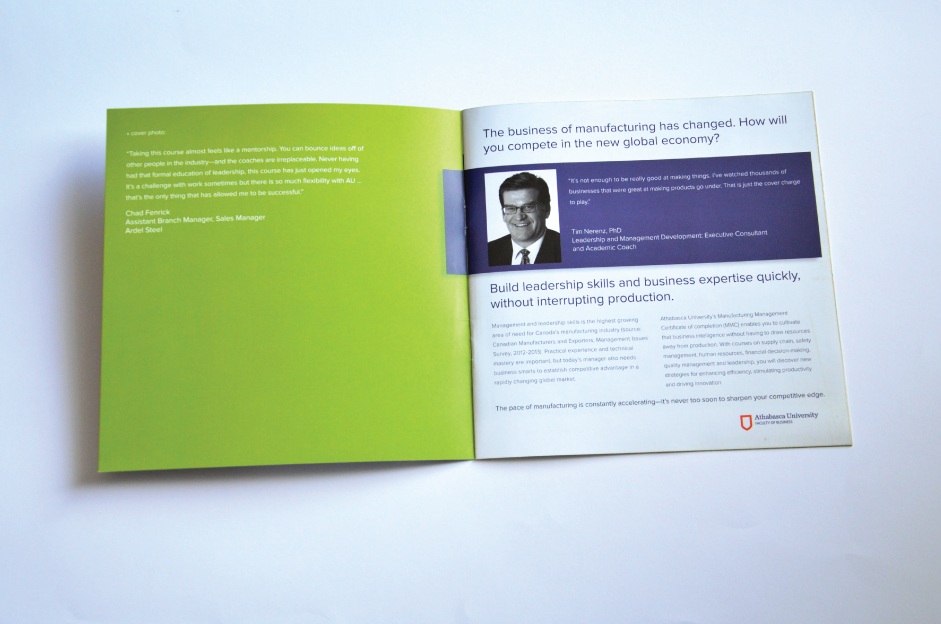 « cover photo:
"Taking this course almost feels like a mentorship. You can bounce ideas off of
other people in the industry—and the coaches are irreplaceable. Never having
had that formal education of leadership, this course has just opened my eyes.
It's a challenge with work sometimes but there is so much flexibility with AU ...
that's the only thing that has allowed me to be successful."
Chad Fenrick
Assistant Branch Manager, Sales Manager
Ardel Steel
The business of manufacturing has changed. How will
you compete in the new global economy?
"It's not enough to be really good at making things. I've watched thousands of
businesses that were great at making products go under. That is just the cover charge
to play."
Tim Nerenz, PhD
Leadership and Management Development; Executive Consultant
and Academic Coach
Build leadership skills and business expertise quickly,
without interrupting production.
Management and leadership skills is the highest growing
area of need for Canada's manufacturing industry (source:
Canadian Manufacturers and Exporters, Management Issues
Survey, 2012–2013). Practical experience and technical
mastery are important, but today's manager also needs
business smarts to establish competitive advantage in a
rapidly changing global market.
Athabasca University's Manufacturing Management
Certificate of completion (MMC) enables you to cultivate
that business intelligence without having to draw resources
away from production. With courses on supply chain, safety
management, human resources, financial decision-making,
quality management and leadership, you will discover new
strategies for enhancing efficiency, stimulating productivity
and driving innovation.
The pace of manufacturing is constantly accelerating—it's never too soon to sharpen your competitive edge.
Athabasca University
FACULTY OF BUSINESS